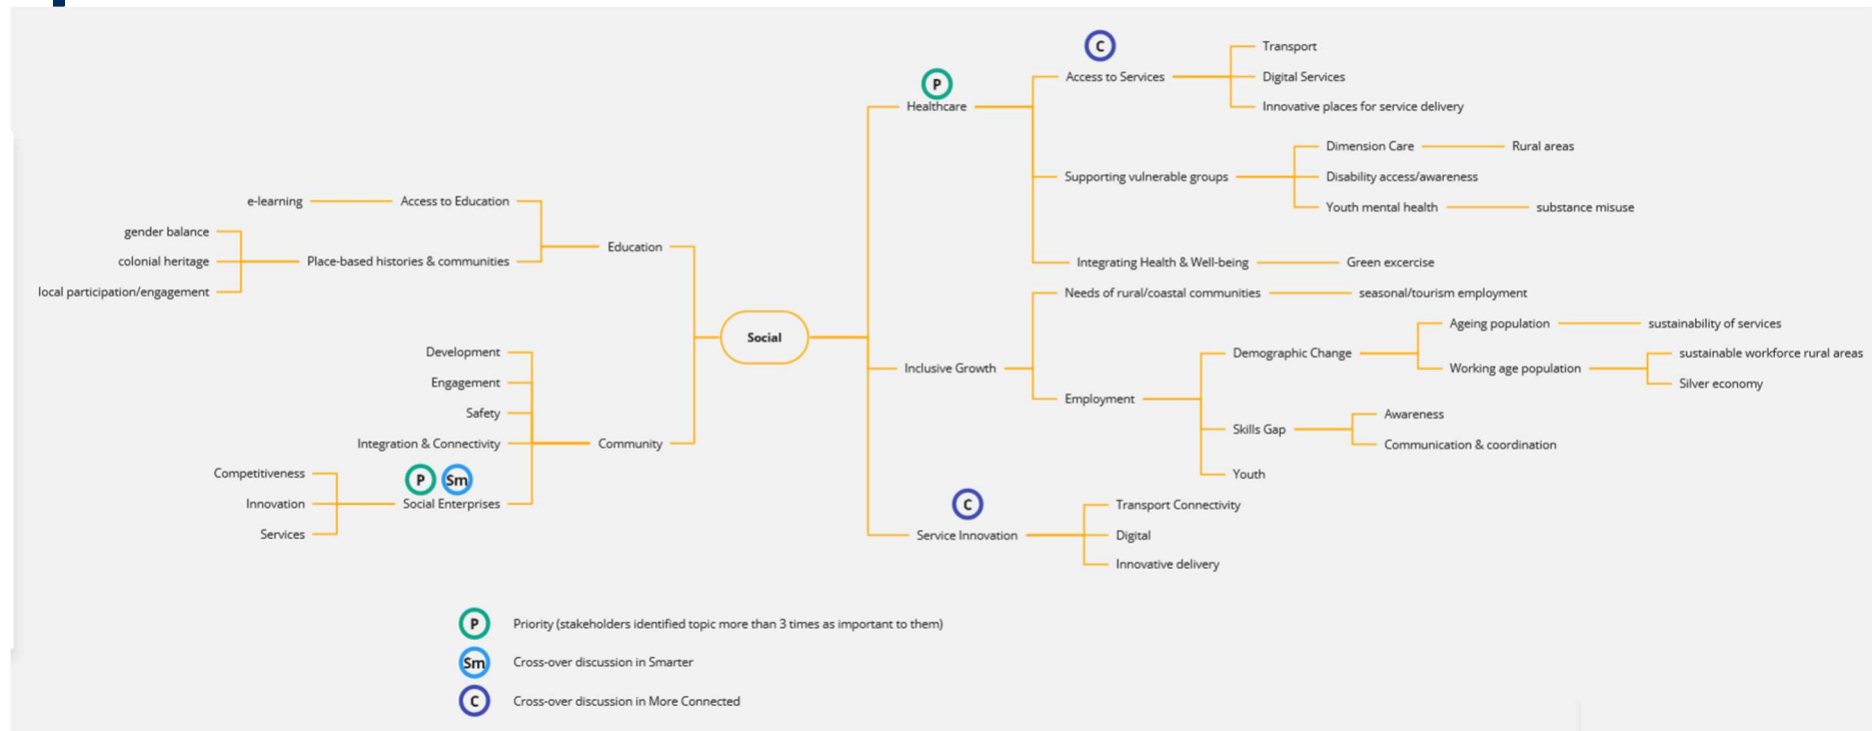 C
Transport
P
Access to Services
Digital Services
Healthcare
Innovative places for service delivery
Dimension Care
Rural areas
Supporting vulnerable groups
Disability access/awareness
Youth mental health
substance misuse
Integrating Health & Well-being
Green excercise
e-learning
Access to Education
gender balance
Education
colonial heritage
Place-based histories & communities
local participation/engagement
Social
Needs of rural/coastal communities
seasonal/tourism employment
Ageing population
sustainability of services
Demographic Change
sustainable workforce rural areas
Inclusive Growth
Working age population
Silver economy
Employment
Awareness
Skills Gap
Communication & coordination
Youth
Development
Engagement
Safety
Integration & Connectivity
Community
Competitiveness
P
Sm
Innovation
Social Enterprises
Services
C
Transport Connectivity
Service Innovation
Digital
Innovative delivery
P
Priority (stakeholders identified topic more than 3 times as important to them)
Sm
Cross-over discussion in Smarter
C
Cross-over discussion in More Connected